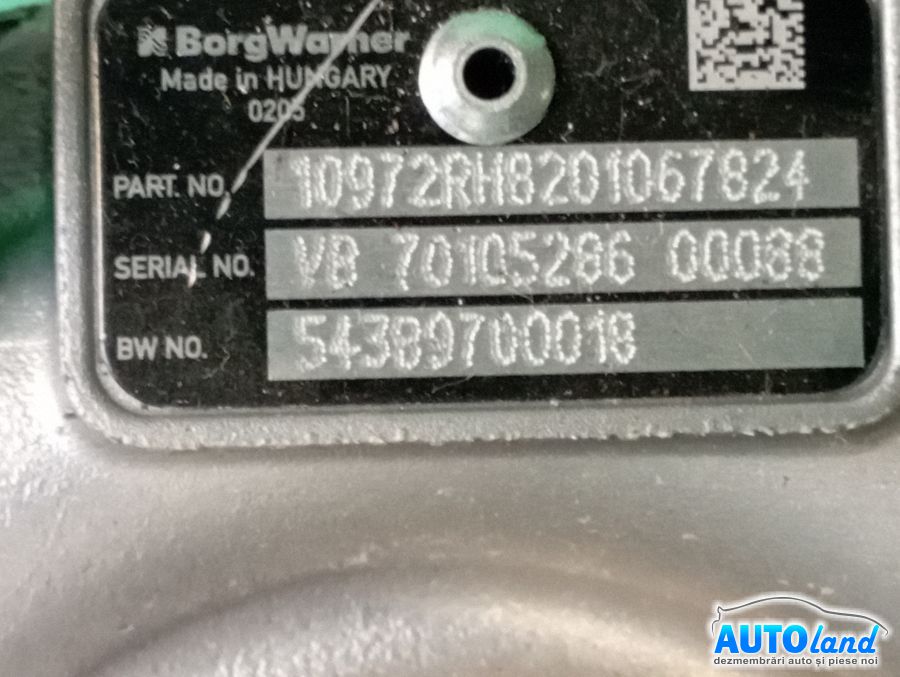 BorgWarner
Made in HUNGARY
0205
PART. NO. 10972RH8201067824
SERIAL NO. VB 70105286 00088
BW NO. 54389700018
AUTOland
dezmembrări auto și piese noi